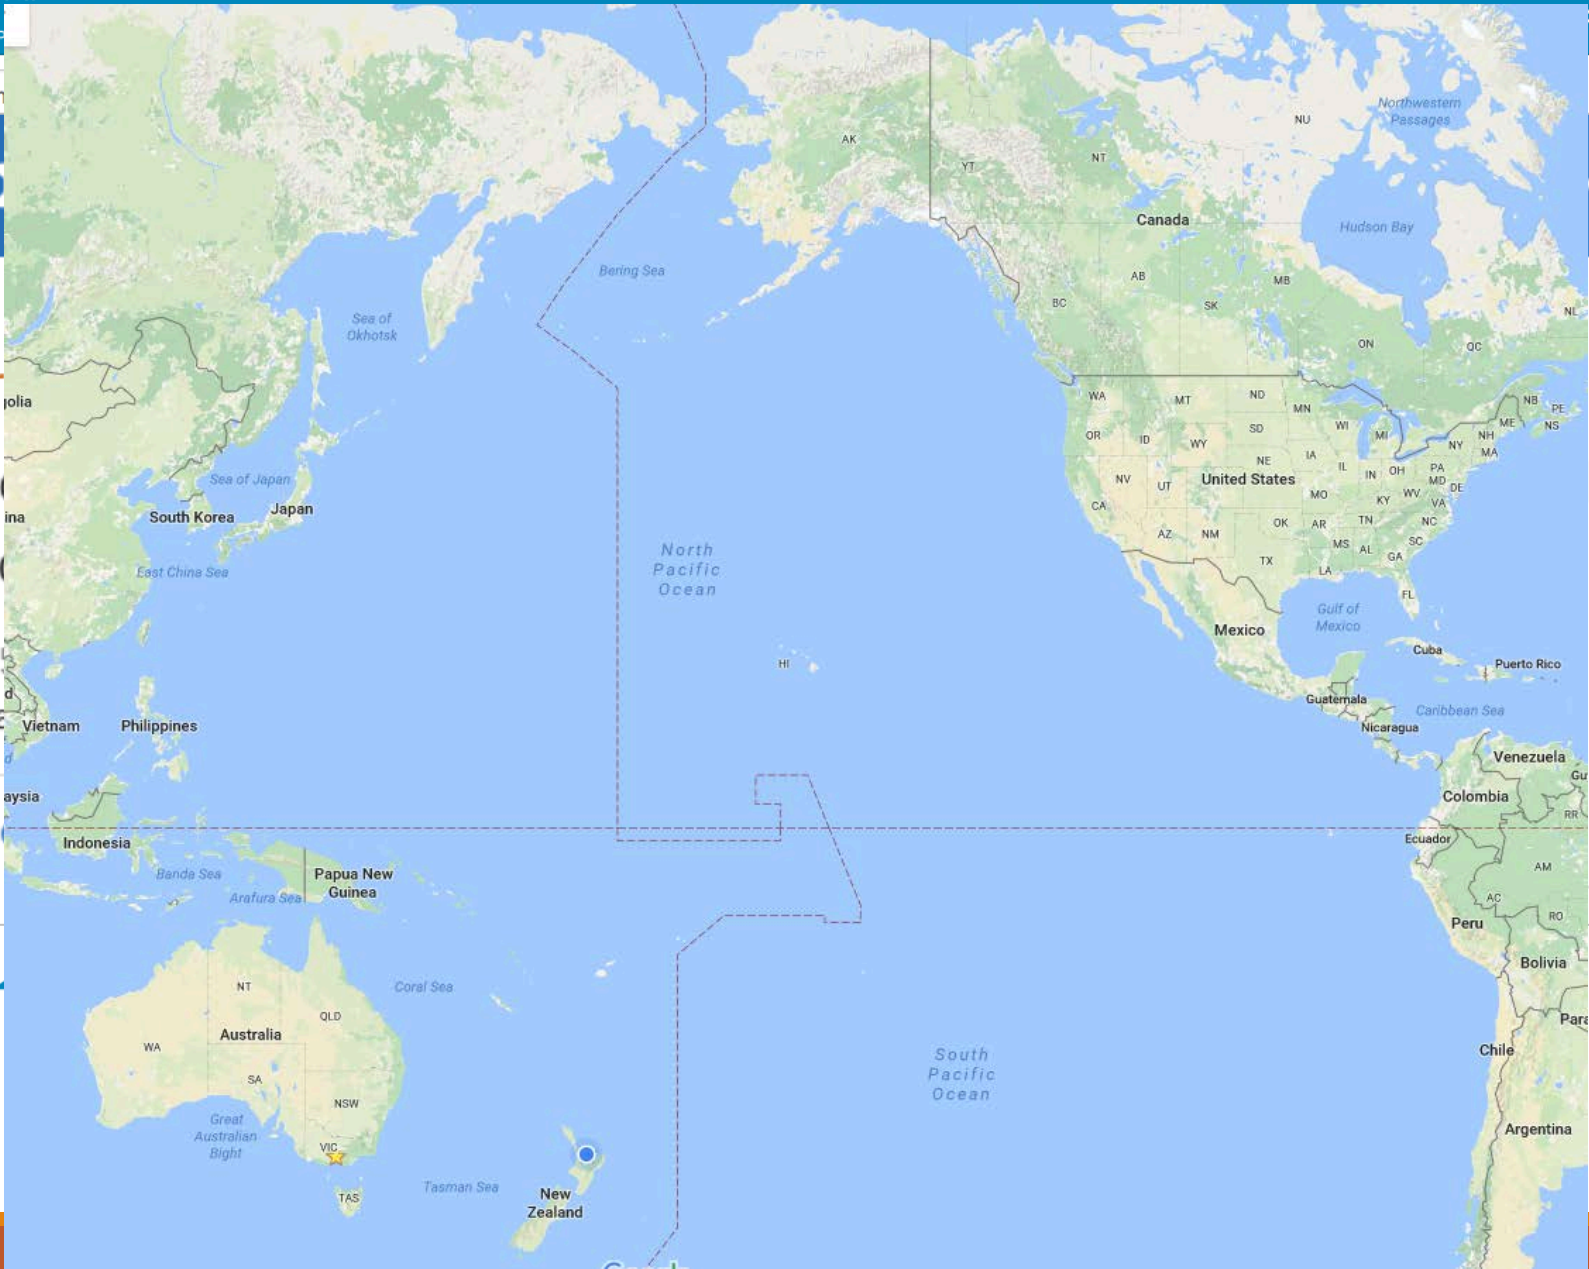 Northwestern
Passages
NU
AK
NT
YT
Canada
Hudson Bay
Bering Sea
AB
MB
BC
SK
NL
Sea of
Okhotsk
ON
QC
golia
WA
MT
ND
MN
NB
PE
NS
ME
OR
ID
WY
SD
WI
MI
NY
NH
MA
NE
IA
IL
IN
OH
PA
MD
DE
NV
UT
United States
MO
KY
WV
VA
CA
Sea of Japan
Japan
South Korea
ina
AZ
NM
OK
AR
TN
NC
MS
AL
GA
SC
TX
LA
FL
East China Sea
North
Pacific
Ocean
Gulf of
Mexico
Mexico
HI
Cuba
Puerto Rico
Guatemala
Caribbean Sea
Nicaragua
Vietnam
Philippines
Venezuela
Gu
aysia
Colombia
RR
Indonesia
Ecuador
Banda Sea
Arafura Sea
Papua New
Guinea
AM
AC
RO
Peru
Bolivia
NT
Coral Sea
QLD
Australia
WA
SA
NSW
Para
Chile
South
Pacific
Ocean
Great
Australian
Bight
VIC
Argentina
TAS
Tasman Sea
New
Zealand